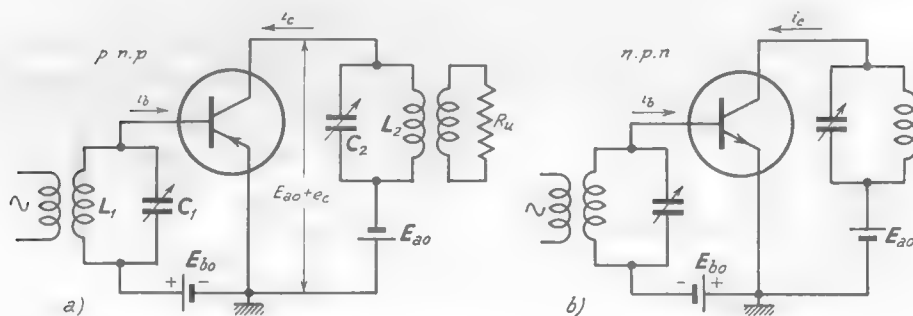 p.n.p
i_c
i_b
L_1
C_1
E_ao+e_c
C_2
L_2
R_u
E_ao
E_bo
+ -
a)
n.p.n
i_c
i_b
E_ao
E_bo
- +
b)